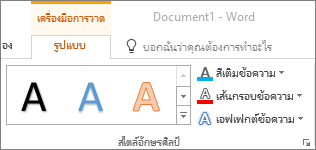 เครื่องมือการวาด
Document1 - Word
อง
รูปแบบ
บอกฉันว่าคุณต้องการทำอะไร
A A A
A สีเติมข้อความ
A เส้นกรอบข้อความ
A เอฟเฟกต์ข้อความ
สไตล์อักษรศิลป์